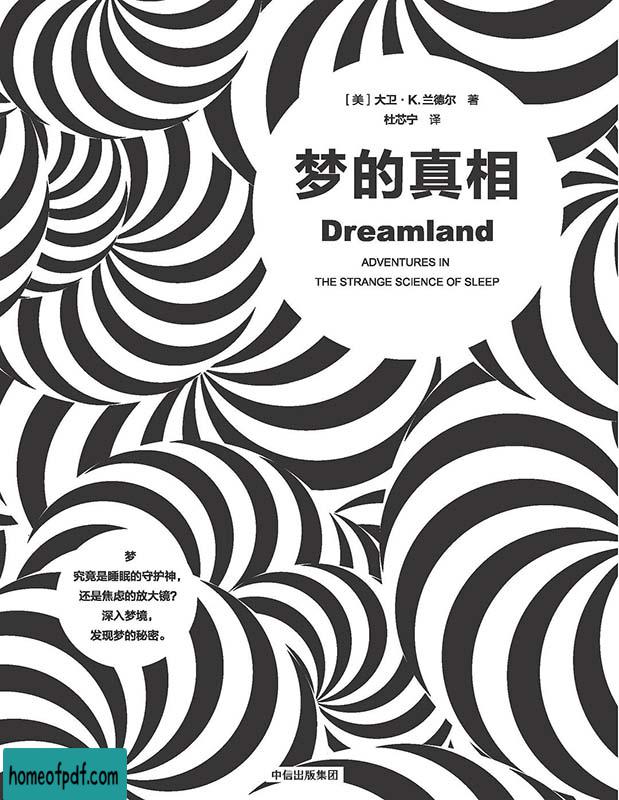 [美] 大卫·K.兰德尔 著
杜芯宁 译
梦的真相
Dreamland
ADVENTURES IN
THE STRANGE SCIENCE OF SLEEP
梦
究竟是睡眠的守护神，
还是焦虑的放大镜？
深入梦境，
发现梦的秘密。
中信出版集团
homeofpdf.com